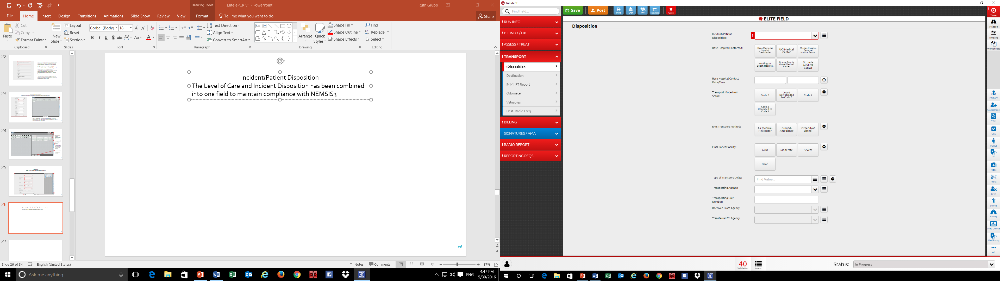 Drawing Tools
Elite ePCR V1 - PowerPoint
Ruth Grubb
File
Home
Insert
Design
Transitions
Animations
Slide Show
Review
View
Format
Tell me what you want to do
Share
Paste
Cut
Copy
Format Painter
Clipboard
New
Slide
Layout
Reset
Section
Slides
Corbel (Body)
18
B I U S abc AV Aa A
Font
Text Direction
Align Text
Convert to SmartArt
Paragraph
Arrange
Quick
Styles
Shape Fill
Shape Outline
Shape Effects
Drawing
Find
Replace
Select
Editing
22
23
24
25
26
27
Incident/Patient Disposition
The Level of Care and Incident Disposition has been combined
into one field to maintain compliance with NEMSIS3
26
Slide 26 of 34
English (United States)
Notes
Comments
87%
Ask me anything
ENG
4:47 PM
5/30/2016
Incident
Find field...
Save
Post
Print
CAD
EKG
Transfers
Close
ELITE FIELD
! RUN INFO
! PT. INFO / HX
! ASSESS / TREAT
! TRANSPORT
! Disposition
Destination
9-1-1 IFT Report
Odometer
Valuables
Dest. Radio Freq.
! BILLING
SIGNATURES / AMA
! RADIO REPORT
! REPORTING REQS
Disposition
Incident/Patient
Disposition:
Base Hospital Contacted:
Hoag Memorial
Hospital
Presbyterian
UCI Medical
Center
Mission Hospital
Regional
Medical Center
Huntington
Beach Hospital
Orange County
Global Medical
Center
St. Jude
Medical
Center
Base Hospital Contact
Date/Time:
Transport Mode from
Scene:
Code 3
Code 3
Downgraded
to Code 2
Code 2
Code 2
Upgraded to
Code 3
EMS Transport Method:
Air Medical-
Helicopter
Ground-
Ambulance
Other (Not
Listed)
Final Patient Acuity:
Mild
Moderate
Severe
Dead
Type of Transport Delay:
Find Value...
Transporting Agency:
Transporting Unit
Number:
Received From Agency:
Transferred To Agency:
Times
Mileage
Timeline
Worksheets
Primary
Assessments
Vital
GCS
PQRST
IV
Meds
Procs
SMR
Stroke
Airway
Med Device
Med Pump
All
40
Validation
Menu
Status:
In Progress